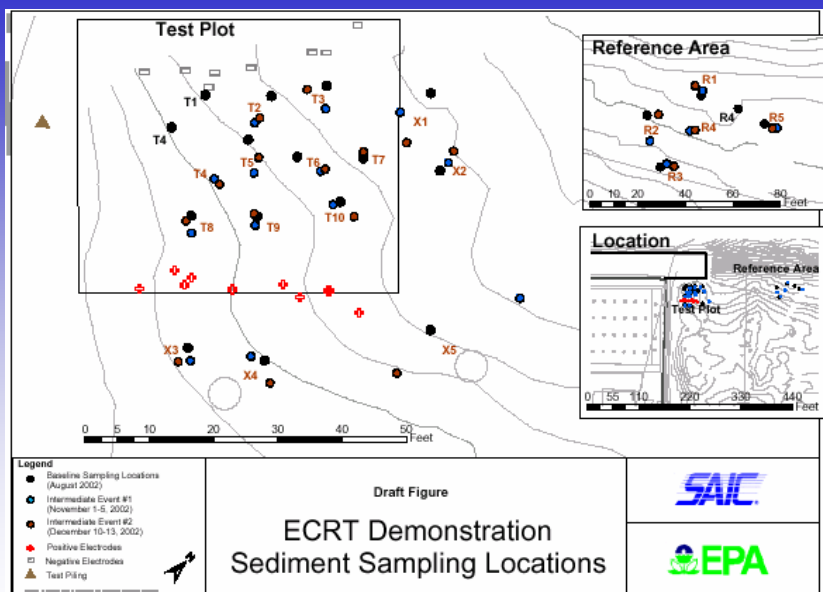 Test Plot
T1
T2
T3
X1
T4
T4
T5
T6
T7
X2
T8
T9
T10
X3
X4
X5
0 5 10 20 30 40 50
Feet
Reference Area
R1
R4
R5
R2
R4
R3
0 20 40 60 80
Feet
Location
Reference Area
Test Plot
0 55 110 220 330 440
Feet
Legend
Baseline Sampling Locations
(August 2002)
Intermediate Event #1
(November 1-5, 2002)
Intermediate Event #2
(December 10-13, 2002)
Positive Electrodes
Negative Electrodes
Test Piling
Draft Figure
ECRT Demonstration
Sediment Sampling Locations
SAIC
EPA